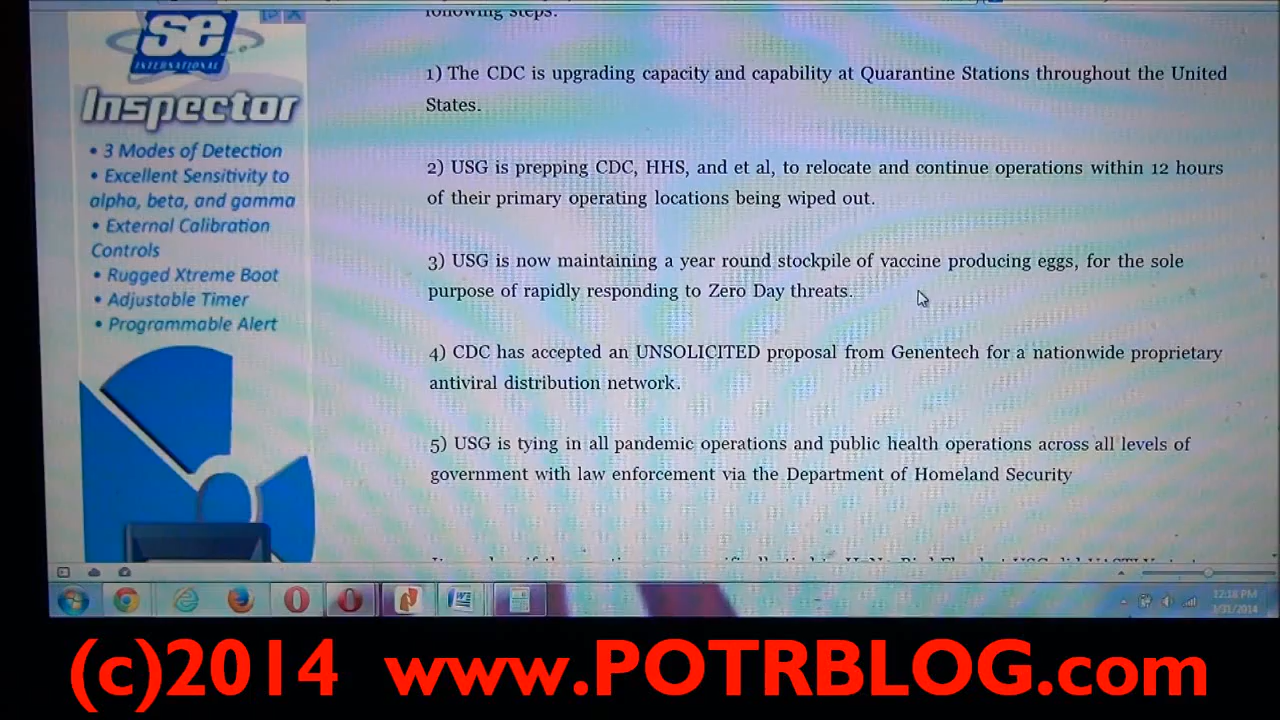 se
INTERNATIONAL
Inspector
• 3 Modes of Detection
• Excellent Sensitivity to
alpha, beta, and gamma
• External Calibration
Controls
• Rugged Xtreme Boot
• Adjustable Timer
• Programmable Alert
following steps.
1) The CDC is upgrading capacity and capability at Quarantine Stations throughout the United
States.
2) USG is prepping CDC, HHS, and et al, to relocate and continue operations within 12 hours
of their primary operating locations being wiped out.
3) USG is now maintaining a year round stockpile of vaccine producing eggs, for the sole
purpose of rapidly responding to Zero Day threats.
4) CDC has accepted an UNSOLICITED proposal from Genentech for a nationwide proprietary
antiviral distribution network.
5) USG is tying in all pandemic operations and public health operations across all levels of
government with law enforcement via the Department of Homeland Security
12:18 PM
1/31/2014
(c)2014 www.POTRBLOG.com